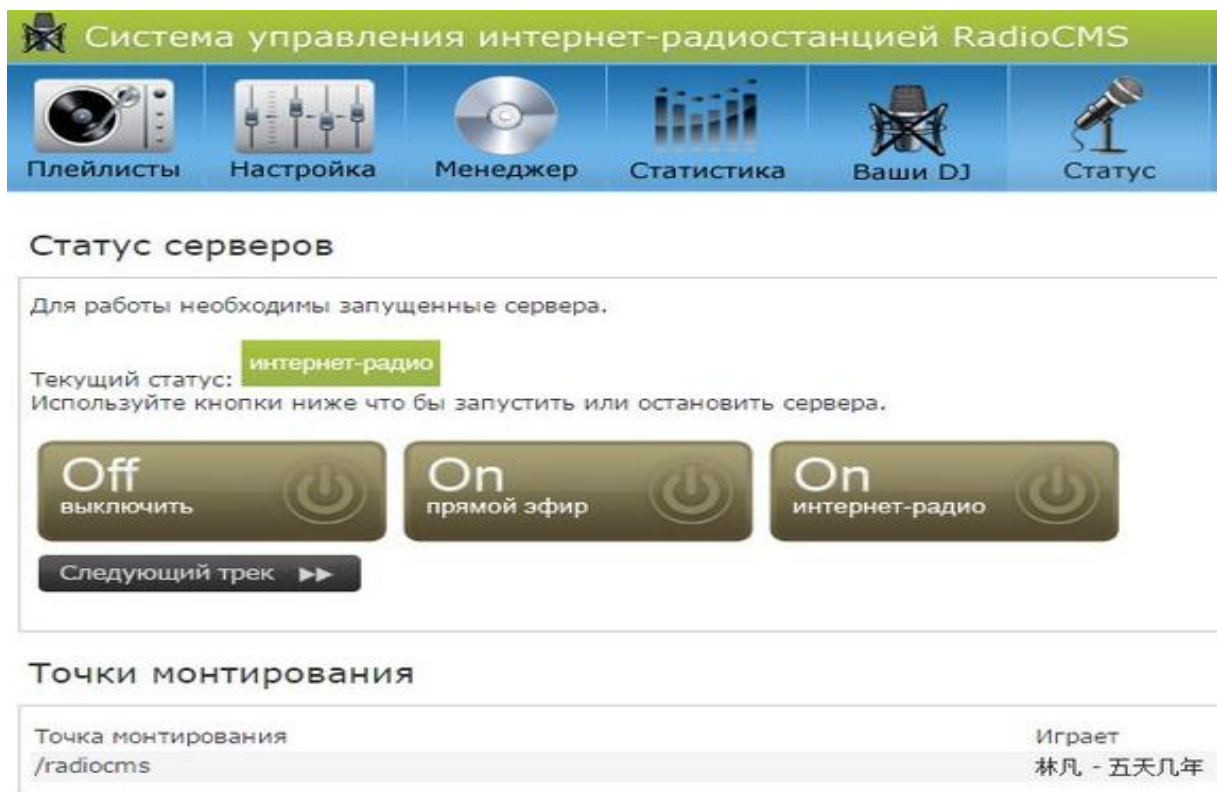 Система управления интернет-радиостанцией RadioCMS
Плейлисты Настройка Менеджер Статистика Ваши DJ Статус
Статус серверов
Для работы необходимы запущенные сервера.
Текущий статус: интернет-радио
Используйте кнопки ниже что бы запустить или остановить сервера.
Off On On
выключить прямой эфир интернет-радио
Следующий трек
Точки монтирования
Точка монтирования Играет
/radiocms 林凡 - 五天几年